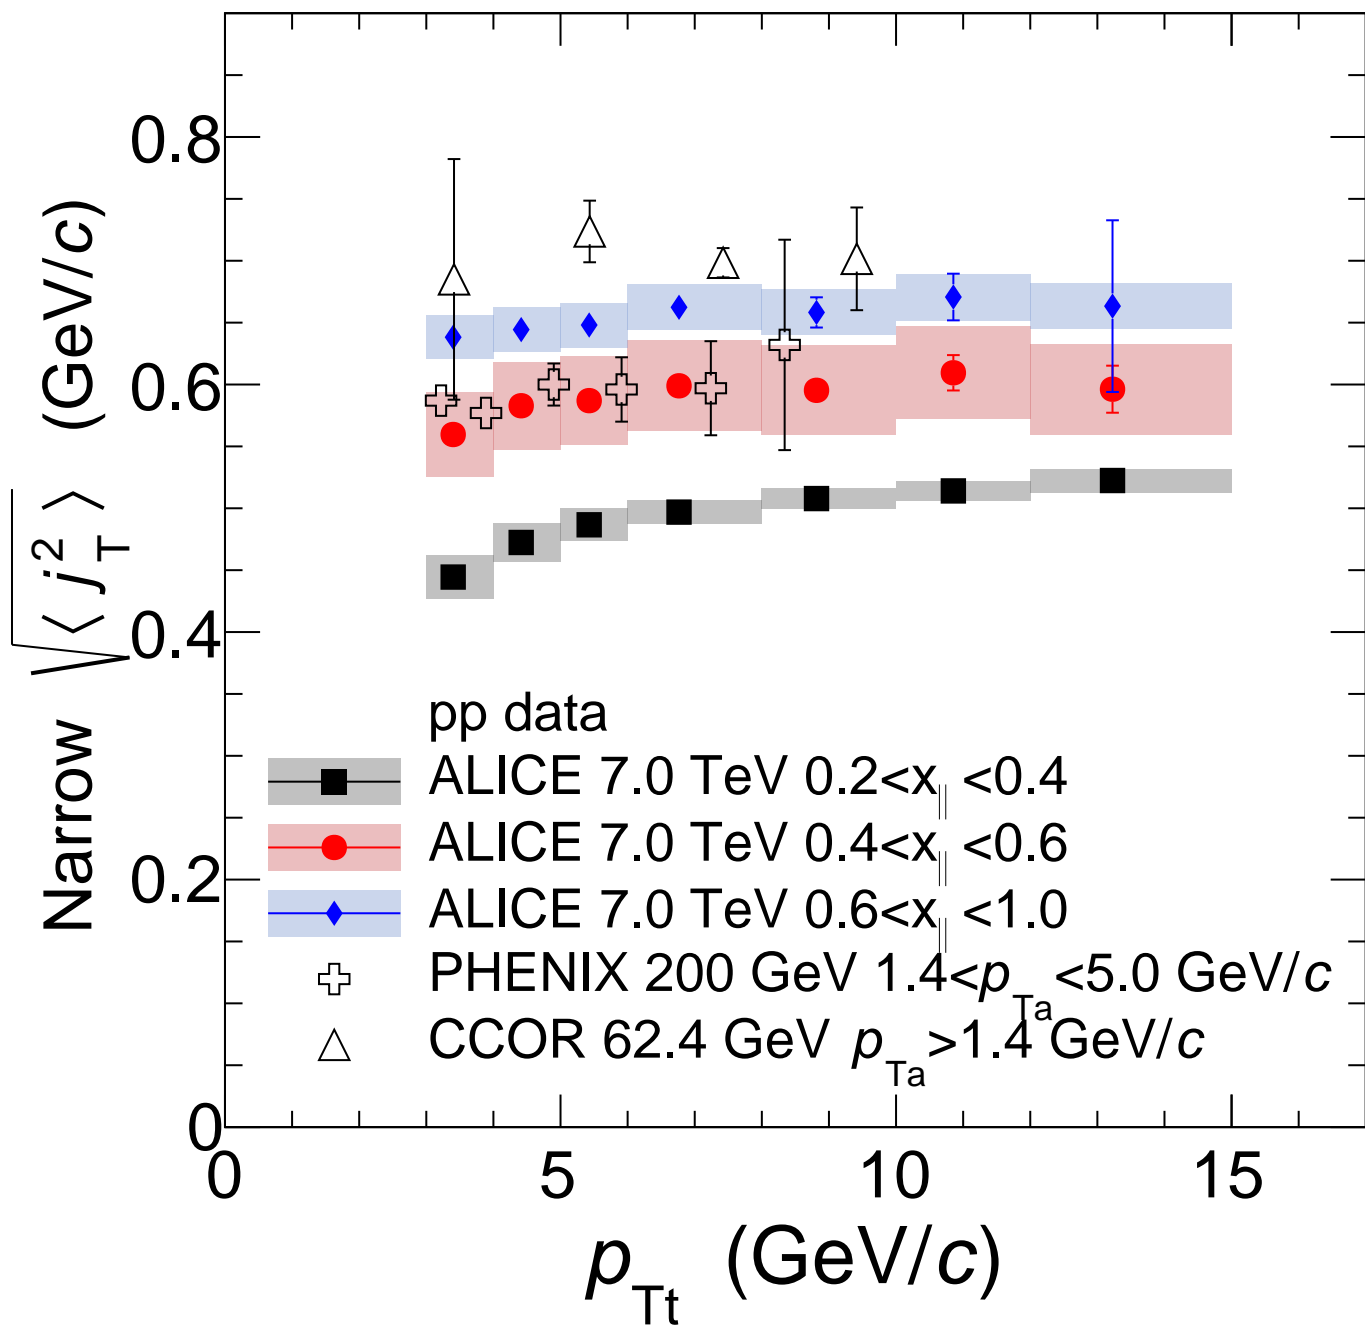 0.8
0.6
0.4
0.2
0
Narrow √⟨ j_T^2 ⟩ (GeV/c)
pp data
ALICE 7.0 TeV 0.2<x_|| <0.4
ALICE 7.0 TeV 0.4<x_|| <0.6
ALICE 7.0 TeV 0.6<x_|| <1.0
PHENIX 200 GeV 1.4<p_Ta <5.0 GeV/c
CCOR 62.4 GeV p_Ta >1.4 GeV/c
0 5 10 15
p_Tt (GeV/c)